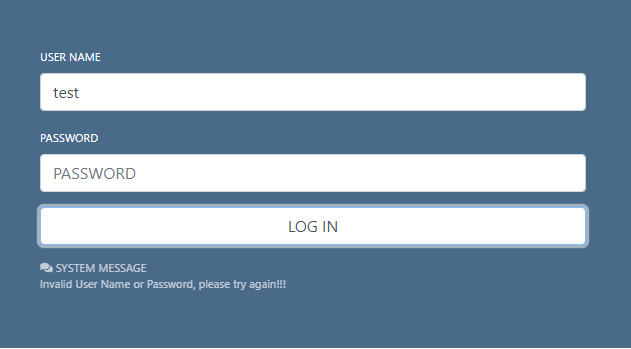 USER NAME
test
PASSWORD
PASSWORD
LOG IN
SYSTEM MESSAGE
Invalid User Name or Password, please try again!!!